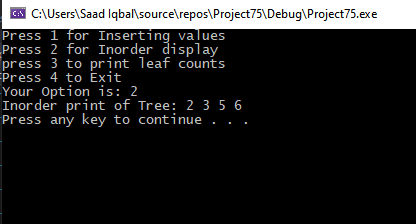 C:\Users\Saad Iqbal\source\repos\Project75\Debug\Project75.exe
Press 1 for Inserting values
Press 2 for Inorder display
press 3 to print leaf counts
Press 4 to Exit
Your Option is: 2
Inorder print of Tree: 2 3 5 6
Press any key to continue . . .